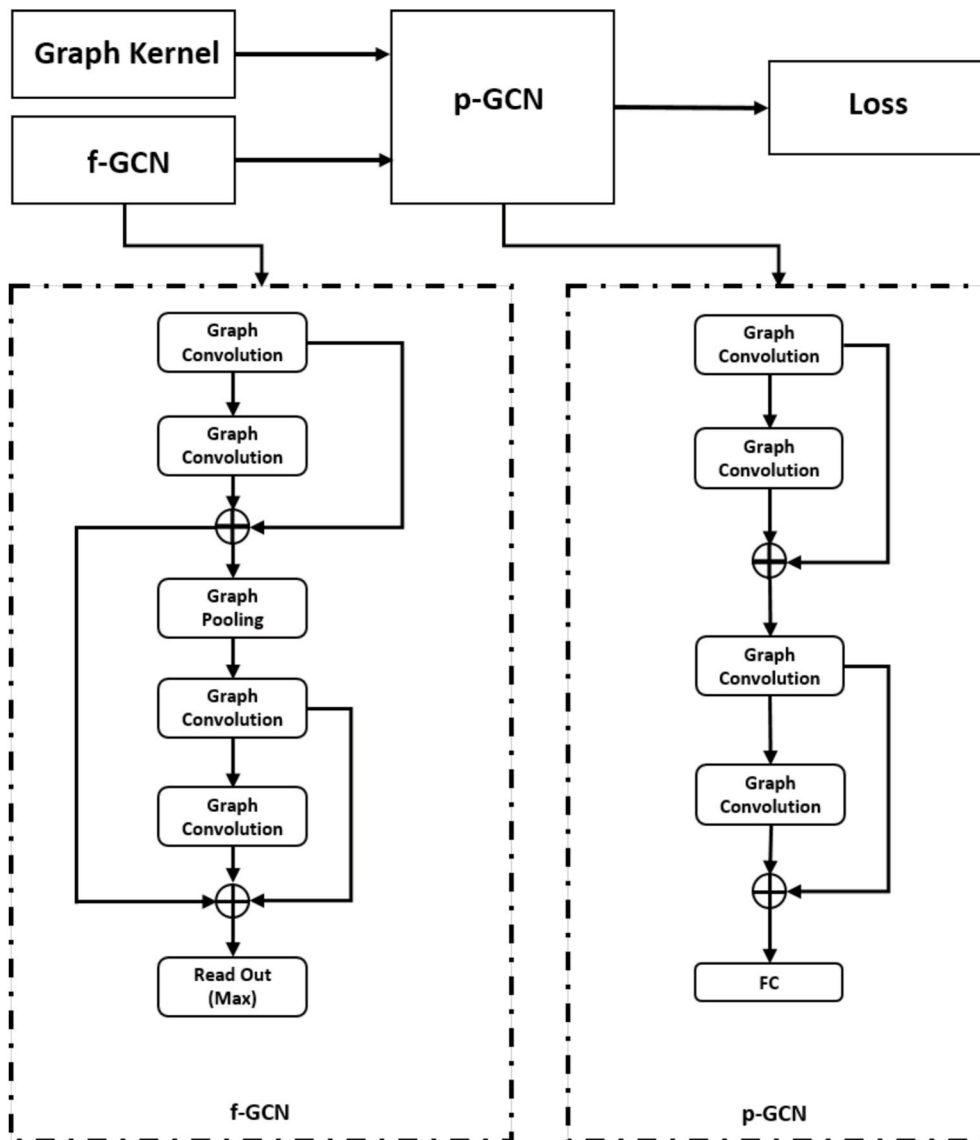 Graph Kernel
p-GCN
Loss
f-GCN
Graph
Convolution
Graph
Convolution
Graph
Pooling
Graph
Convolution
Graph
Convolution
Read Out
(Max)
f-GCN
Graph
Convolution
Graph
Convolution
Graph
Convolution
Graph
Convolution
FC
p-GCN